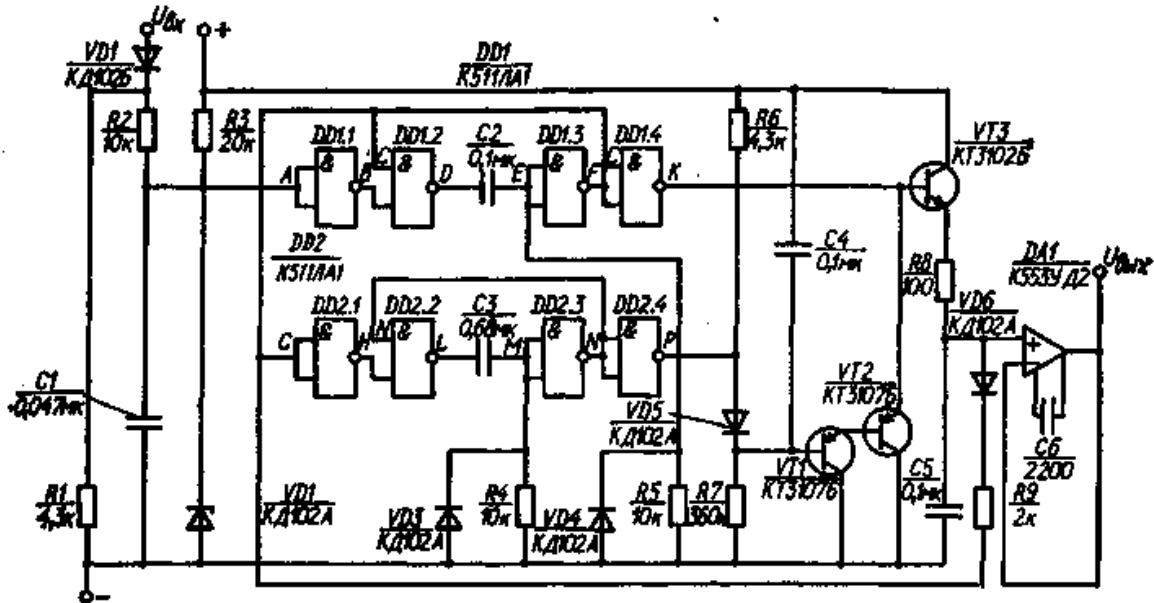 Uвх
+
VD1
КД102Б
R2
10к
R3
20к
DD1
К511ЛА1
DD1.1
&
DD1.2
&
C2
0,1мк
DD1.3
&
DD1.4
&
A
B
C
D
E
F
C
K
R6
4,3к
VT3
КТ3102Б
DD2
К511ЛА1
DD2.1
&
DD2.2
&
C3
0,68мк
DD2.3
&
DD2.4
&
C
H
N
L
M
N
P
C4
0,1мк
R8
100
DA1
К553УД2
Uвых
VD6
КД102А
+
-
C6
2200
C1
0,047мк
VD5
КД102А
VT2
КТ3107Б
VT1
КТ3107Б
C5
0,1мк
R9
2к
R1
4,3к
VD1
КД102А
VD3
КД102А
R4
10к
VD4
КД102А
R5
10к
R7
360к
-